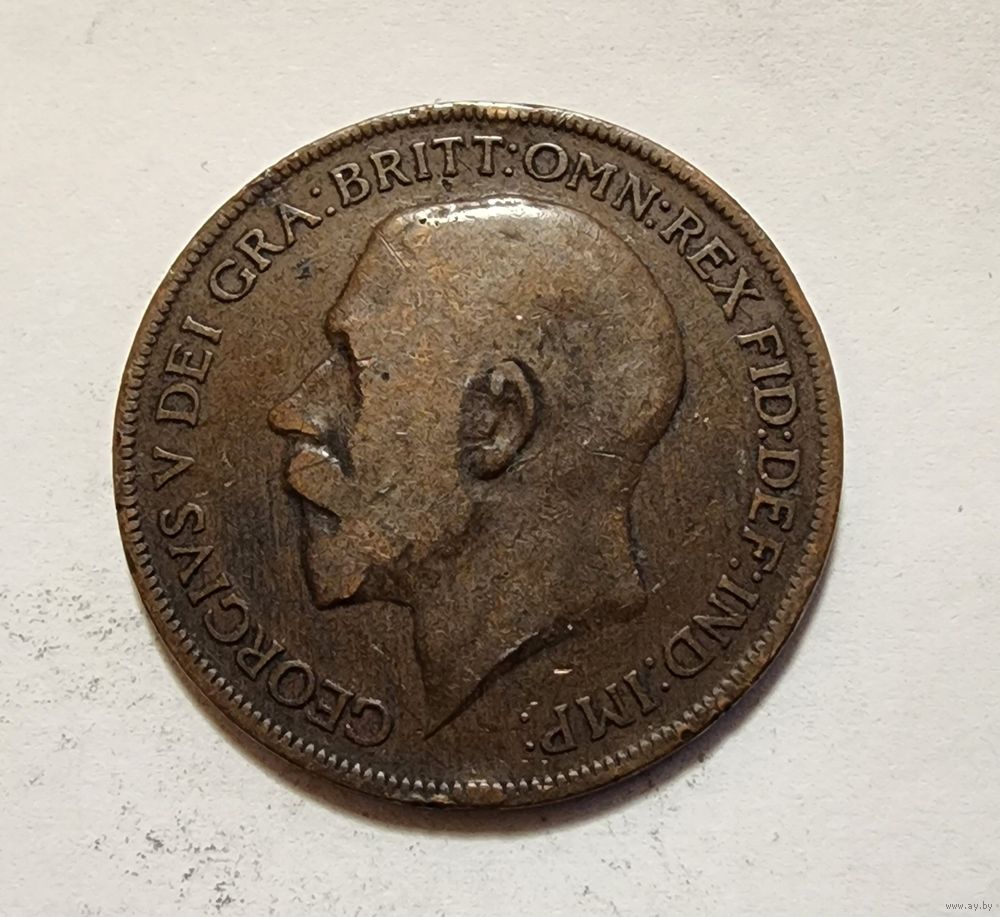 GEORGIVS V DEI GRA: BRITT: OMN: REX FID: DEF: IND: IMP:
www.ay.by